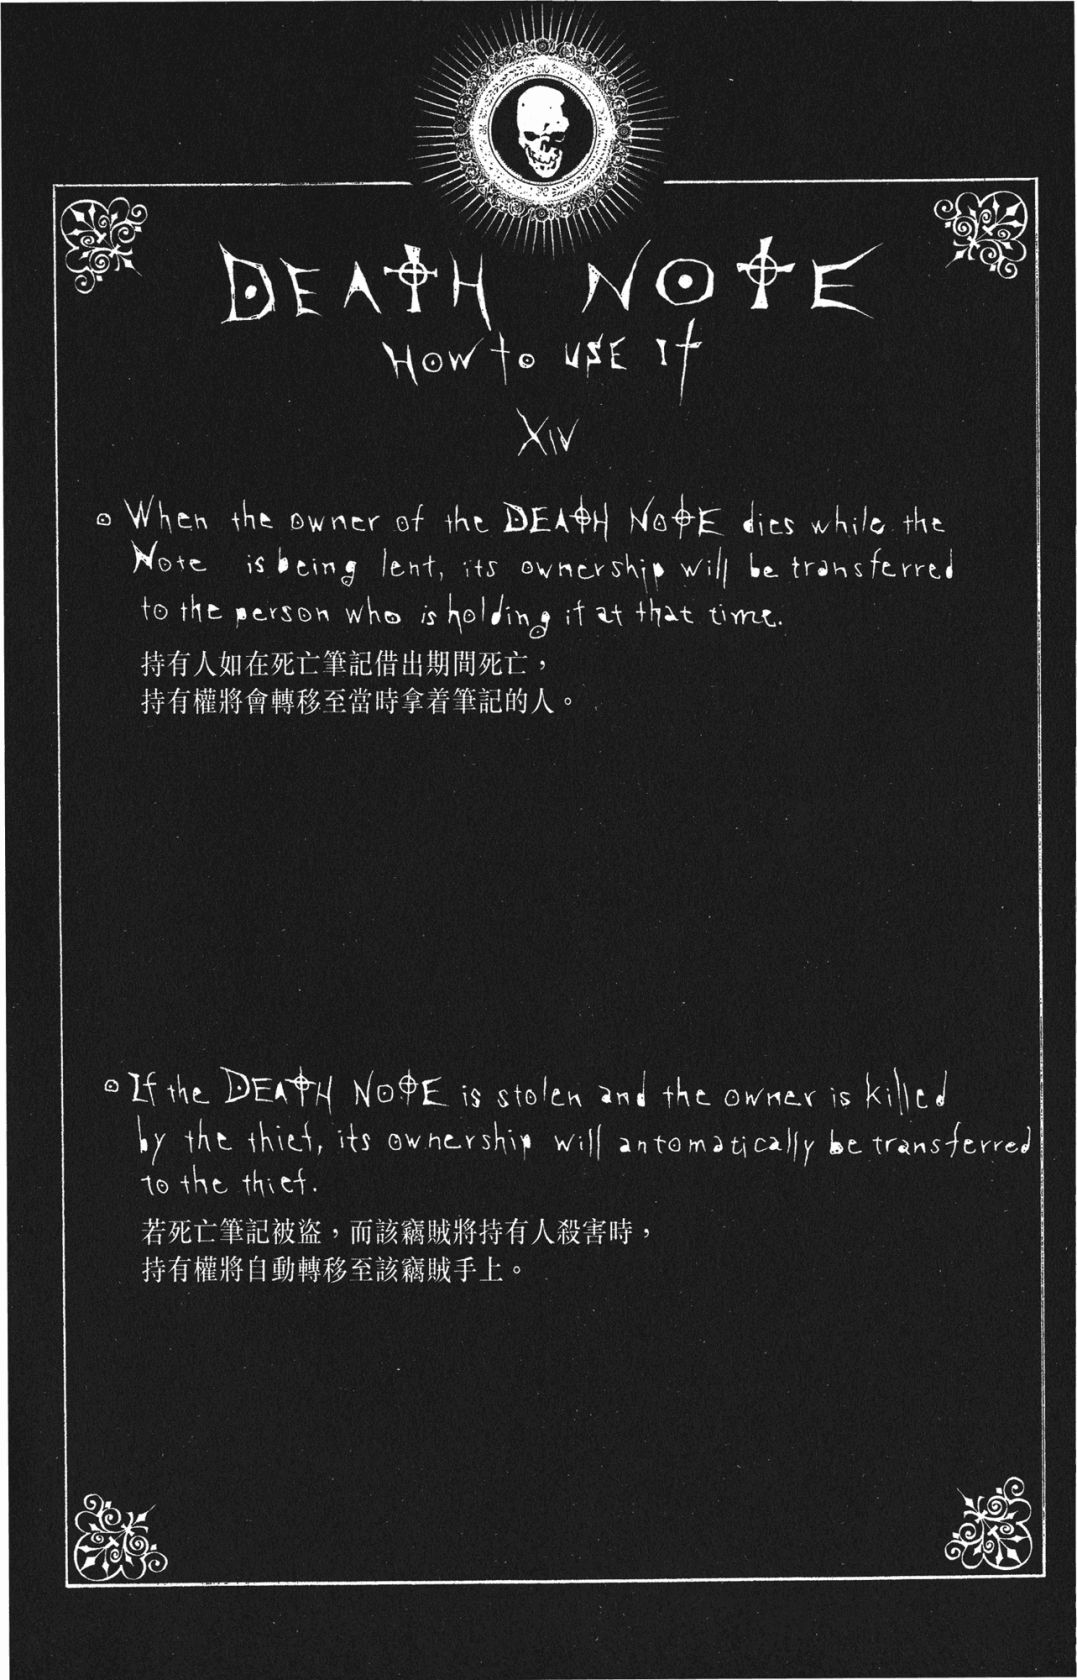 DEATH NOTE
HOW to USE It
XIV
When the owner of the DEATH NOTE dies while the
Note is being lent, its ownership will be transferred
to the person who is holding it at that time.
持有人如在死亡筆記借出期間死亡，
持有權將會轉移至當時拿着筆記的人。
If the DEATH NOTE is stolen and the owner is killed
by the thief, its ownership will automatically be transferred
to the thief.
若死亡筆記被盜，而該竊賊將持有人殺害時，
持有權將自動轉移至該竊賊手上。